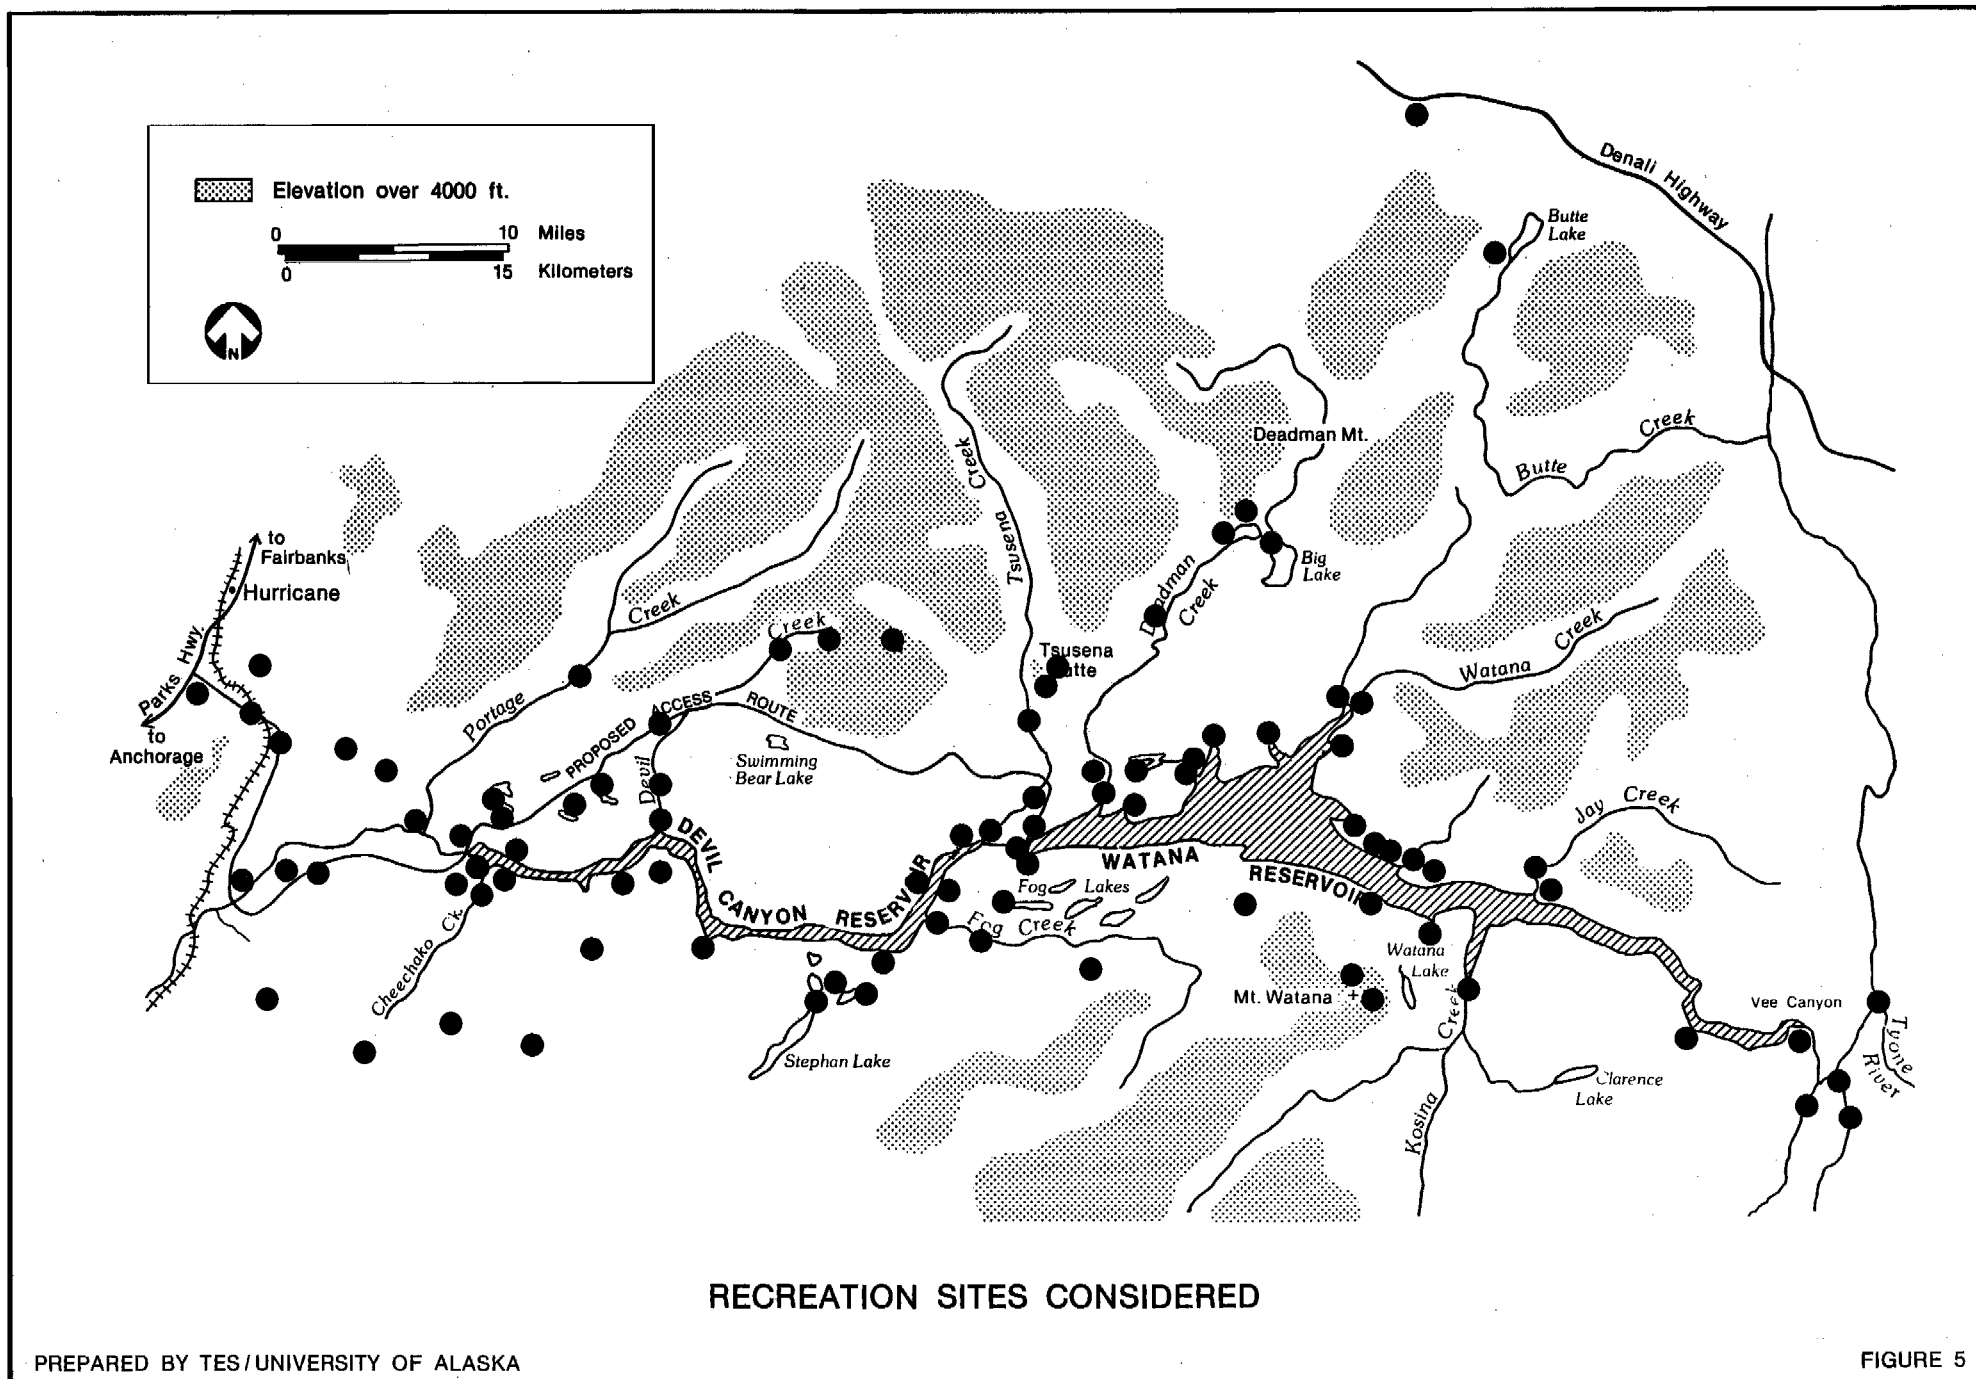 Elevation over 4000 ft.
0 10 Miles
0 15 Kilometers
N
Denali Highway
Butte
Lake
Butte Creek
Deadman Mt.
Tsusena Creek
Big
Lake
Deadman
Creek
to
Fairbanks
Hurricane
Parks Hwy.
to
Anchorage
Portage Creek
Creek
Tsusena
Butte
Watana Creek
PROPOSED ACCESS ROUTE
Devil
Swimming
Bear Lake
Jay Creek
DEVIL CANYON RESERVOIR
WATANA RESERVOIR
Fog Lakes
Fog Creek
Cheechako Ck.
Stephan Lake
Watana
Lake
Mt. Watana +
Kosina Creek
Clarence
Lake
Vee Canyon
Tyone
River
RECREATION SITES CONSIDERED
PREPARED BY TES/UNIVERSITY OF ALASKA
FIGURE 5